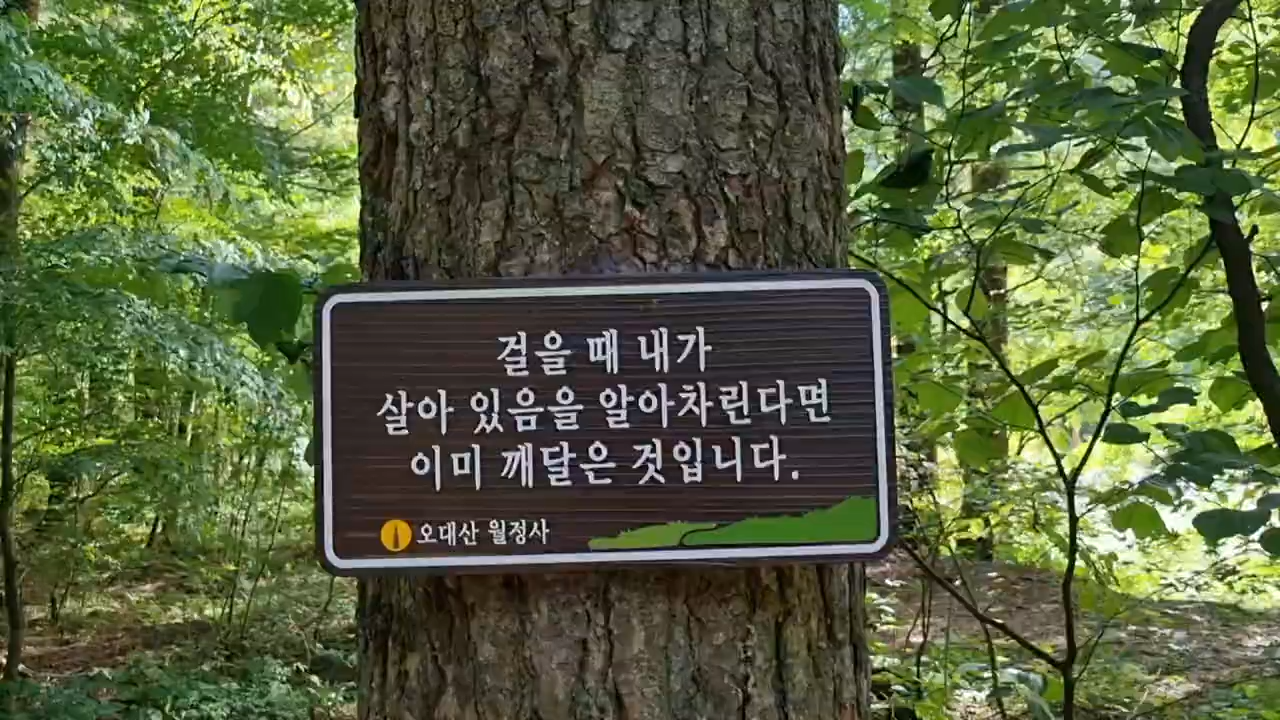 걸을 때 내가
살아 있음을 알아차린다면
이미 깨달은 것입니다.
오대산 월정사